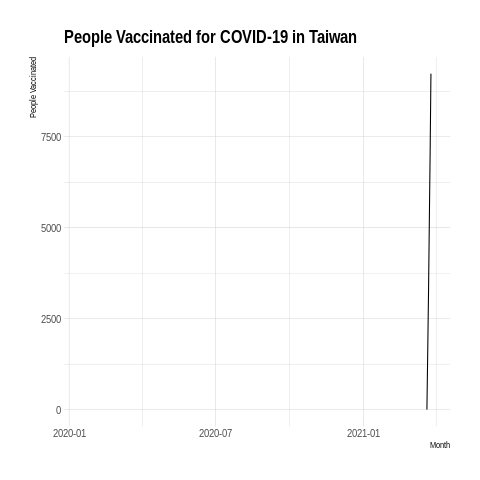 People Vaccinated for COVID-19 in Taiwan
People Vaccinated
7500
5000
2500
0
2020-01
2020-07
2021-01
Month